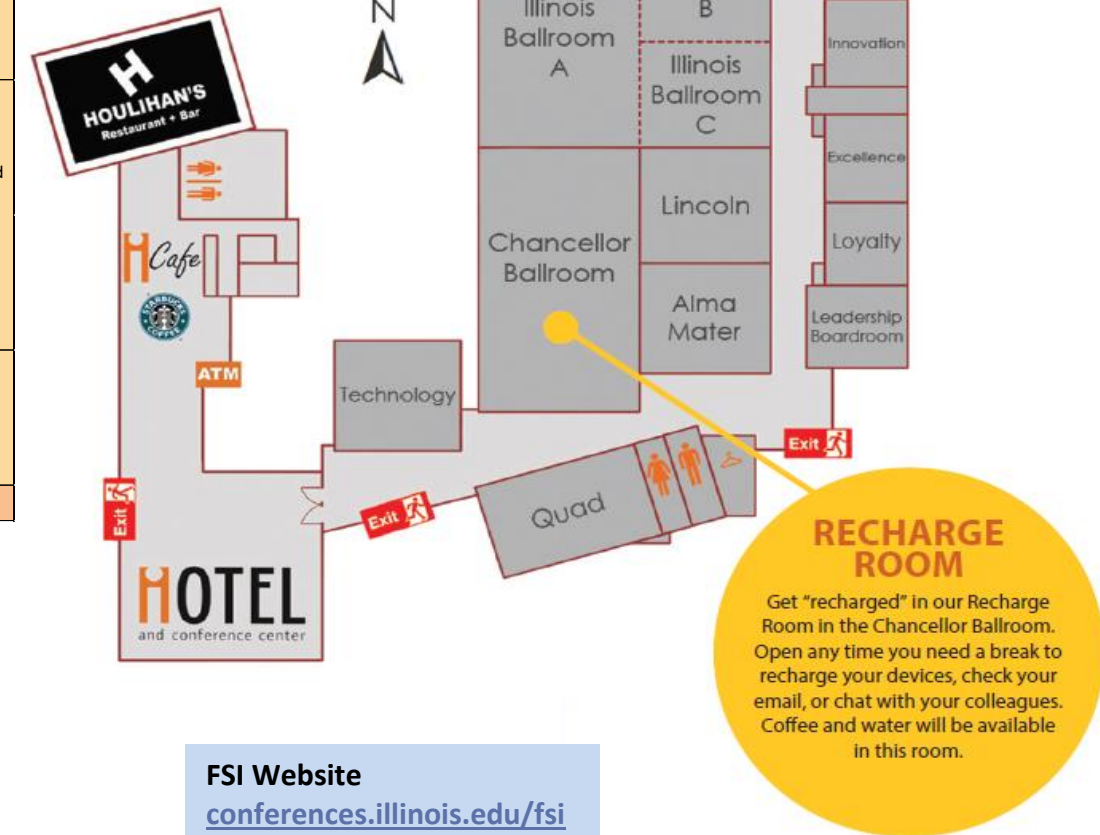 N
H
HOULIHAN'S
Restaurant + Bar
Illinois
Ballroom
A
B
Illinois
Ballroom
C
Innovation
Excellence
d
Lincoln
Loyalty
H Cafe
STARBUCKS
COFFEE
Chancellor
Ballroom
Alma
Mater
Leadership
Boardroom
ATM
Technology
Exit
Exit
Exit
Quad
HOTEL
and conference center
RECHARGE
ROOM
Get “recharged” in our Recharge
Room in the Chancellor Ballroom.
Open any time you need a break to
recharge your devices, check your
email, or chat with your colleagues.
Coffee and water will be available
in this room.
FSI Website
conferences.illinois.edu/fsi